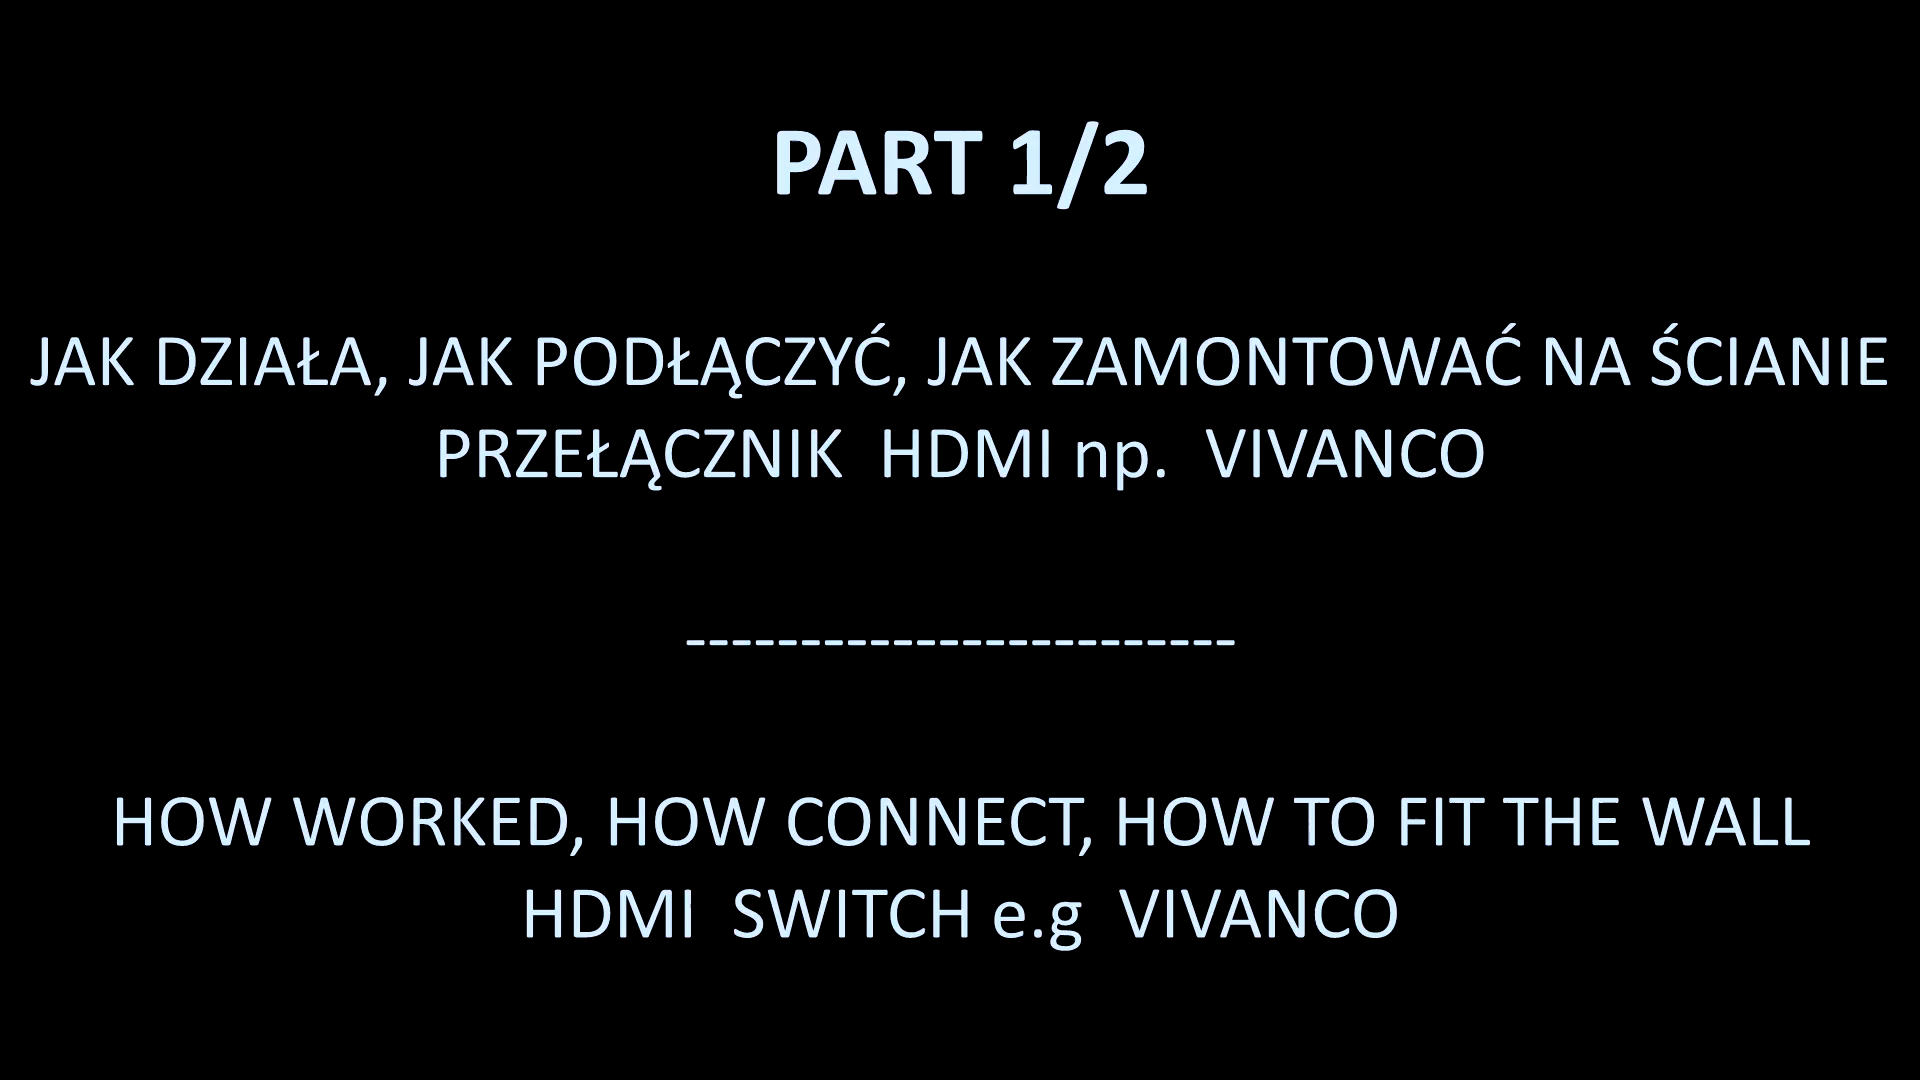 PART 1/2
JAK DZIAŁA, JAK PODŁĄCZYĆ, JAK ZAMONTOWAĆ NA ŚCIANIE
PRZEŁĄCZNIK  HDMI np.  VIVANCO
------------------------
HOW WORKED, HOW CONNECT, HOW TO FIT THE WALL
HDMI  SWITCH e.g  VIVANCO